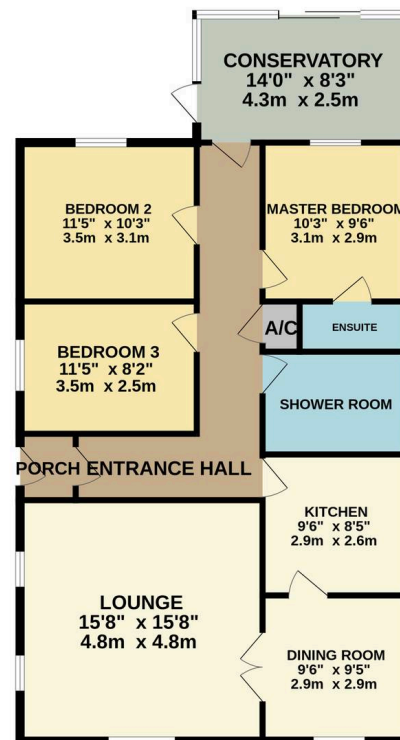 CONSERVATORY
14'0" x 8'3"
4.3m x 2.5m
BEDROOM 2
11'5" x 10'3"
3.5m x 3.1m
MASTER BEDROOM
10'3" x 9'6"
3.1m x 2.9m
A/C
ENSUITE
BEDROOM 3
11'5" x 8'2"
3.5m x 2.5m
SHOWER ROOM
PORCH
ENTRANCE HALL
KITCHEN
9'6" x 8'5"
2.9m x 2.6m
LOUNGE
15'8" x 15'8"
4.8m x 4.8m
DINING ROOM
9'6" x 9'5"
2.9m x 2.9m